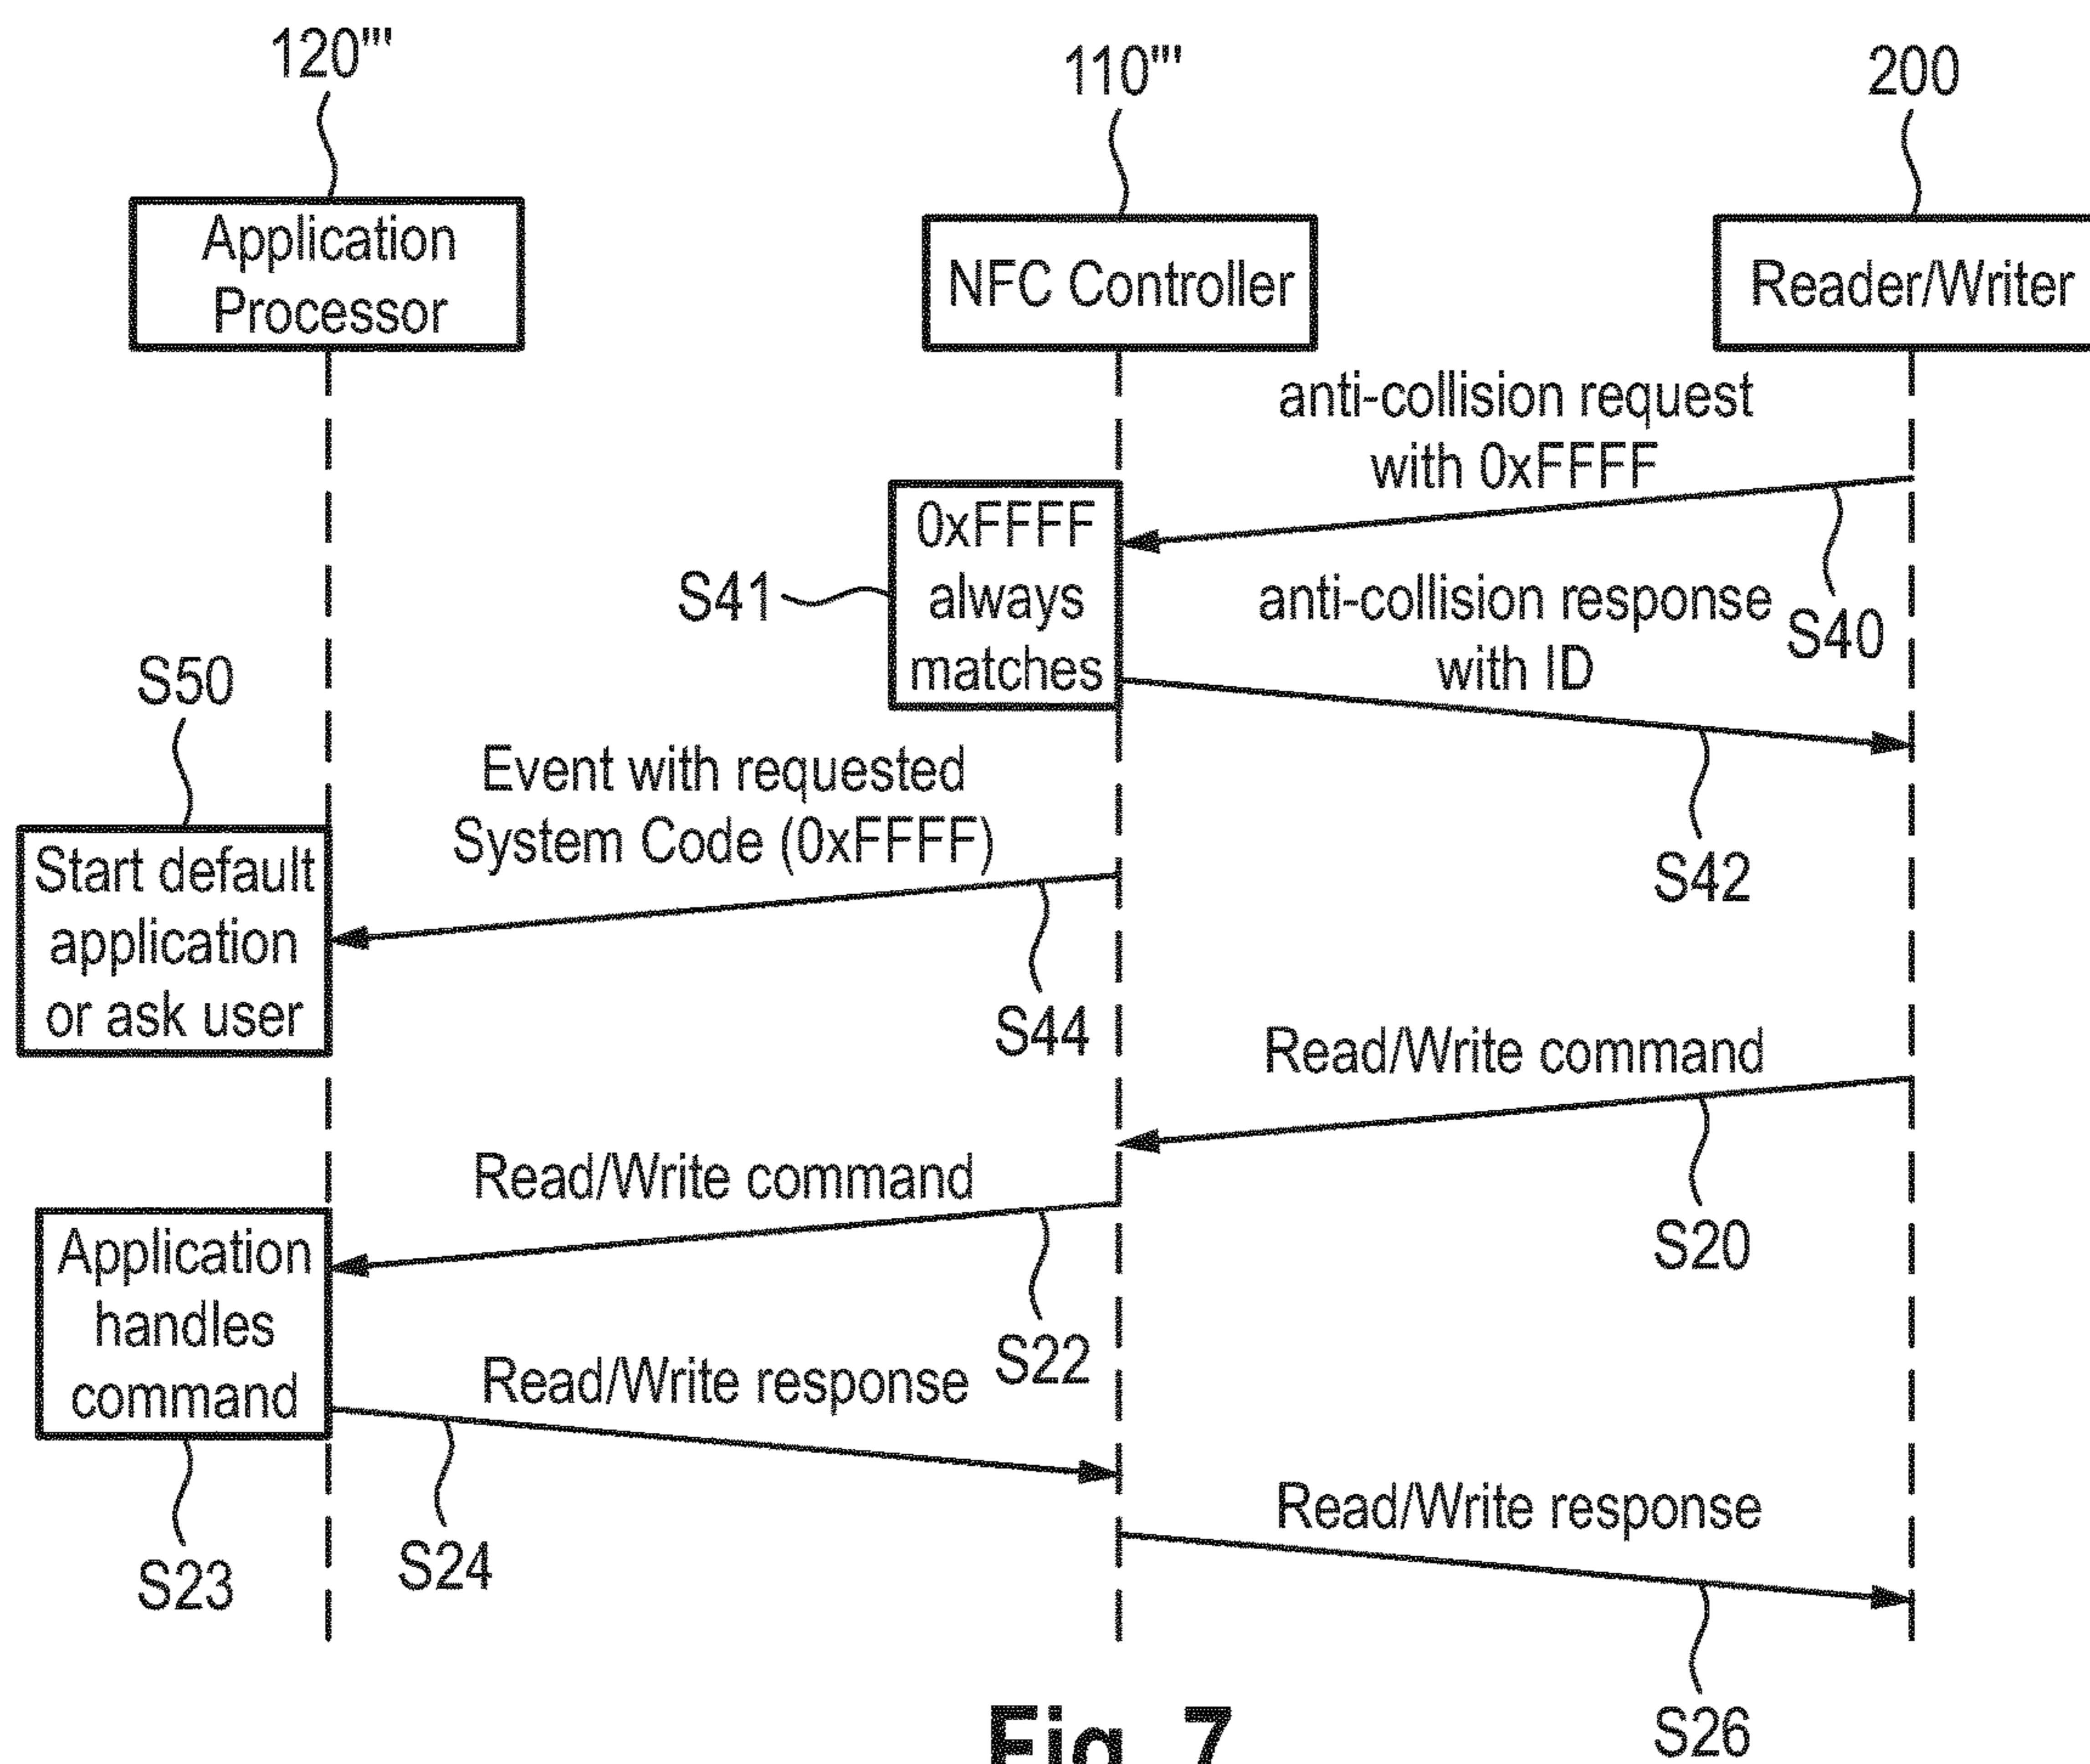 120'''
110'''
200
Application
Processor
NFC Controller
Reader/Writer
anti-collision request
with 0xFFFF
S40
0xFFFF
always
matches
S41
anti-collision response
with ID
S42
Event with requested
System Code (0xFFFF)
S44
S50
Start default
application
or ask user
Read/Write command
S20
Read/Write command
S22
Application
handles
command
S23
Read/Write response
S24
Read/Write response
S26
Fig. 7